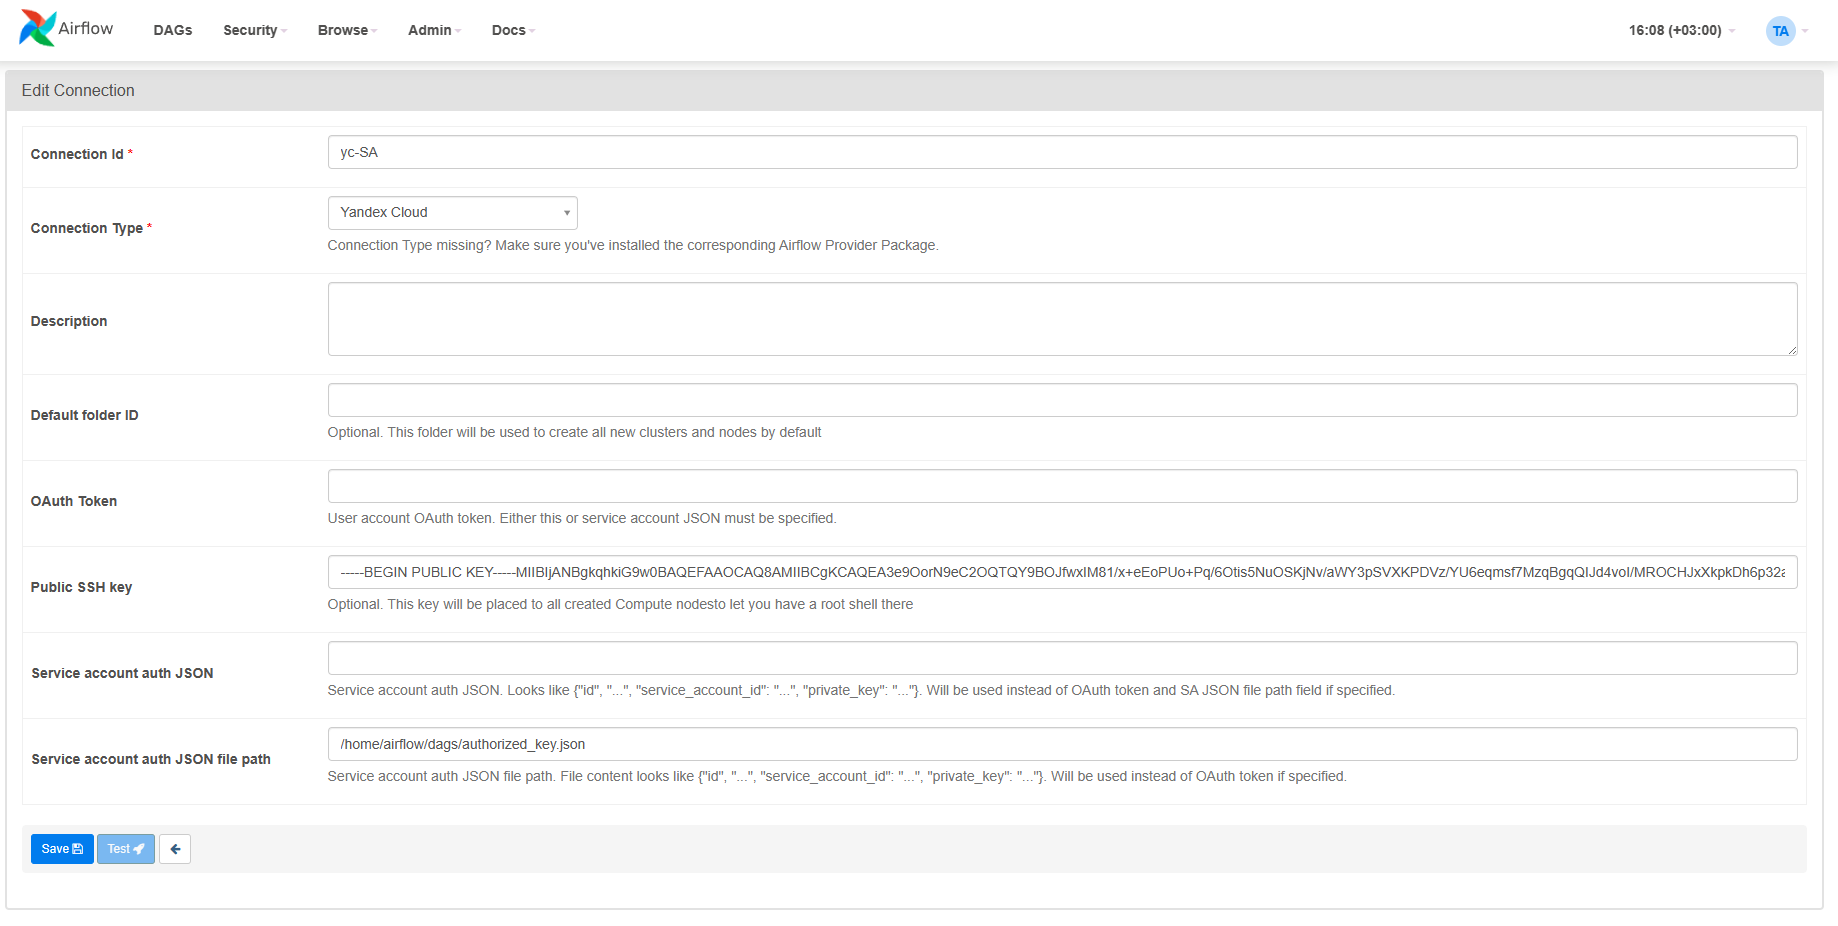 Airflow DAGs Security Browse Admin Docs 16:08 (+03:00) TA
Edit Connection
Connection Id * yc-SA
Connection Type * Yandex Cloud
Connection Type missing? Make sure you've installed the corresponding Airflow Provider Package.
Description
Default folder ID
Optional. This folder will be used to create all new clusters and nodes by default
OAuth Token
User account OAuth token. Either this or service account JSON must be specified.
Public SSH key -----BEGIN PUBLIC KEY-----MIIBIjANBgkqhkiG9w0BAQEFAAOCAQ8AMIIBCgKCAQEA3e9OorN9eC2OQTQY9BOJfwxIM81/x+eEoPUo+Pq/6Otis5NuOSKjNv/aWY3pSVXKPDVz/YU6eqmsf7MzqBgqQIJd4voI/MROCHJxXkpkDh6p32a
Optional. This key will be placed to all created Compute nodesto let you have a root shell there
Service account auth JSON
Service account auth JSON. Looks like {"id", "...", "service_account_id": "...", "private_key": "..."}. Will be used instead of OAuth token and SA JSON file path field if specified.
Service account auth JSON file path /home/airflow/dags/authorized_key.json
Service account auth JSON file path. File content looks like {"id", "...", "service_account_id": "...", "private_key": "..."}. Will be used instead of OAuth token if specified.
Save Test